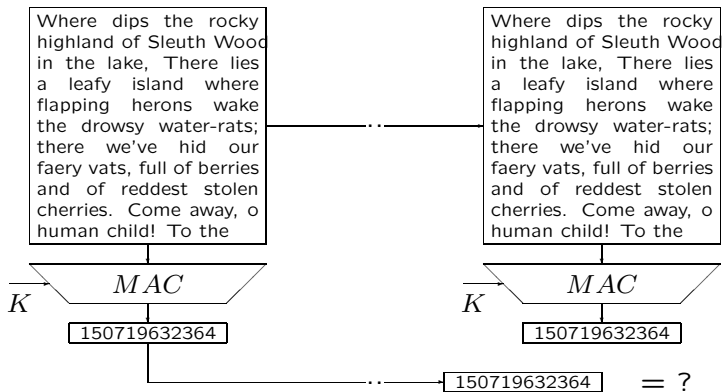 Where dips the rocky
highland of Sleuth Wood
in the lake, There lies
a leafy island where
flapping herons wake
the drowsy water-rats;
there we've hid our
faery vats, full of berries
and of reddest stolen
cherries. Come away, o
human child! To the
Where dips the rocky
highland of Sleuth Wood
in the lake, There lies
a leafy island where
flapping herons wake
the drowsy water-rats;
there we've hid our
faery vats, full of berries
and of reddest stolen
cherries. Come away, o
human child! To the
..
MAC
K
150719632364
MAC
K
150719632364
..
150719632364
= ?